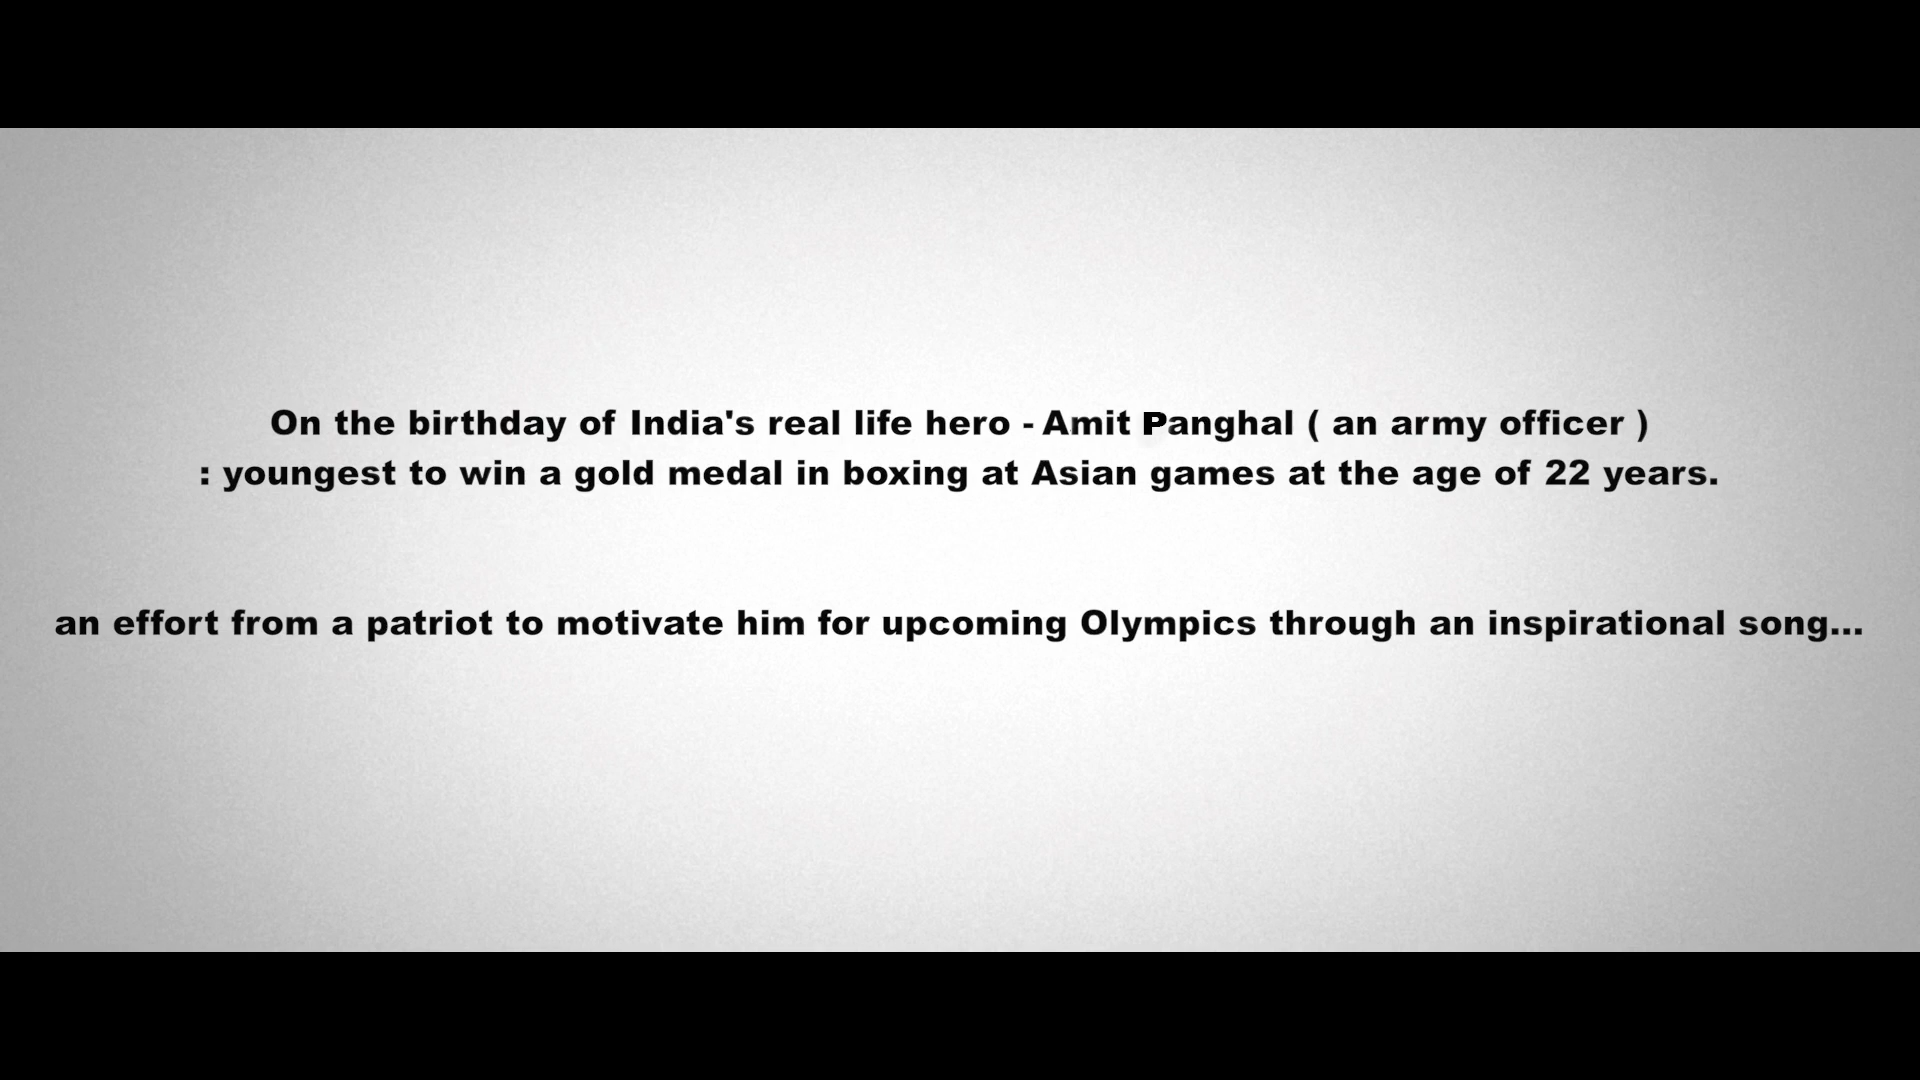 On the birthday of India's real life hero - Amit Panghal ( an army officer )
: youngest to win a gold medal in boxing at Asian games at the age of 22 years.
an effort from a patriot to motivate him for upcoming Olympics through an inspirational song...